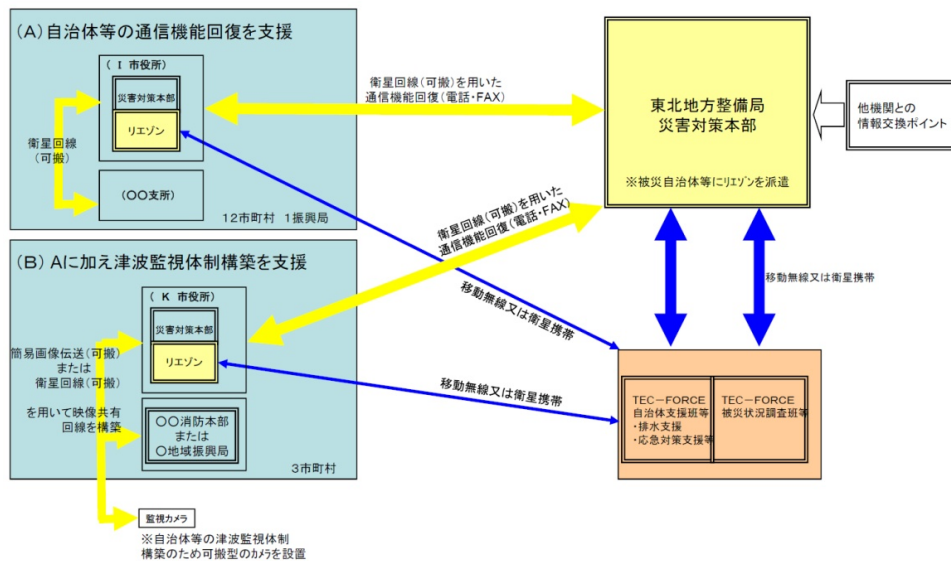 (A)自治体等の通信機能回復を支援
( I 市役所)
災害対策本部
リエゾン
衛星回線
(可搬)
(○○支所)
12市町村 1振興局
衛星回線(可搬)を用いた
通信機能回復(電話・FAX)
東北地方整備局
災害対策本部
※被災自治体等にリエゾンを派遣
他機関との
情報交換ポイント
(B) Aに加え津波監視体制構築を支援
( K 市役所)
災害対策本部
リエゾン
簡易画像伝送(可搬)
または
衛星回線(可搬)
を用いて映像共有
回線を構築
○○消防本部
または
○地域振興局
3市町村
衛星回線(可搬)を用いた
通信機能回復(電話・FAX)
移動無線又は衛星携帯
移動無線又は衛星携帯
移動無線又は衛星携帯
TEC-FORCE
自治体支援班等
・排水支援
・応急対策支援等
TEC-FORCE
被災状況調査班等
監視カメラ
※自治体等の津波監視体制
構築のため可搬型のカメラを設置